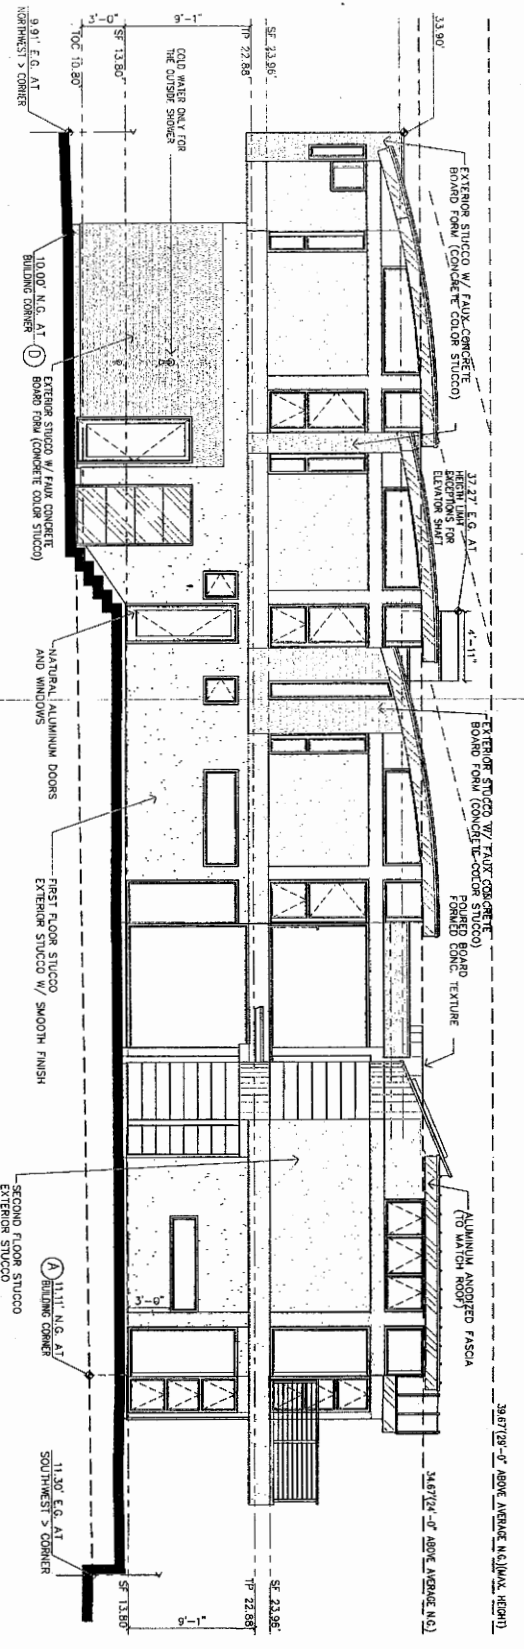 39.67'(29'-0" ABOVE AVERAGE N.G.)(MAX. HEIGHT)
34.67'(24'-0" ABOVE AVERAGE N.G.)
33.90'
EXTERIOR STUCCO W/ FAUX CONCRETE
BOARD FORM (CONCRETE COLOR STUCCO)
37.27' E.G. AT
HEIGTH LIMIT
EXCEPTIONS FOR
ELEVATOR SHAFT
4'-11"
EXTERIOR STUCCO W/ FAUX CONCRETE
BOARD FORM (CONCRETE COLOR STUCCO)
POURED BOARD
FORMED CONC. TEXTURE
ALUMINUM ANODIZED FASCIA
(TO MATCH ROOF)
SF 23.96'
TP 22.88'
9'-1"
SF 13.80'
3'-0"
TOC 10.80'
COLD WATER ONLY FOR
THE OUTSIDE SHOWER
SF 23.96'
TP 22.88'
9'-1"
SF 13.80'
3'-0"
9.91' E.G. AT
NORTHWEST > CORNER
10.00' N.G. AT
BUILDING CORNER
D
EXTERIOR STUCCO W/ FAUX CONCRETE
BOARD FORM (CONCRETE COLOR STUCCO)
NATURAL ALUMINUM DOORS
AND WINDOWS
FIRST FLOOR STUCCO
EXTERIOR STUCCO W/ SMOOTH FINISH
SECOND FLOOR STUCCO
EXTERIOR STUCCO
A
11.11' N.G. AT
BUILDING CORNER
11.30' E.G. AT
SOUTHWEST > CORNER